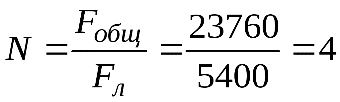 N = F_общ / F_Л = 23760 / 5400 = 4